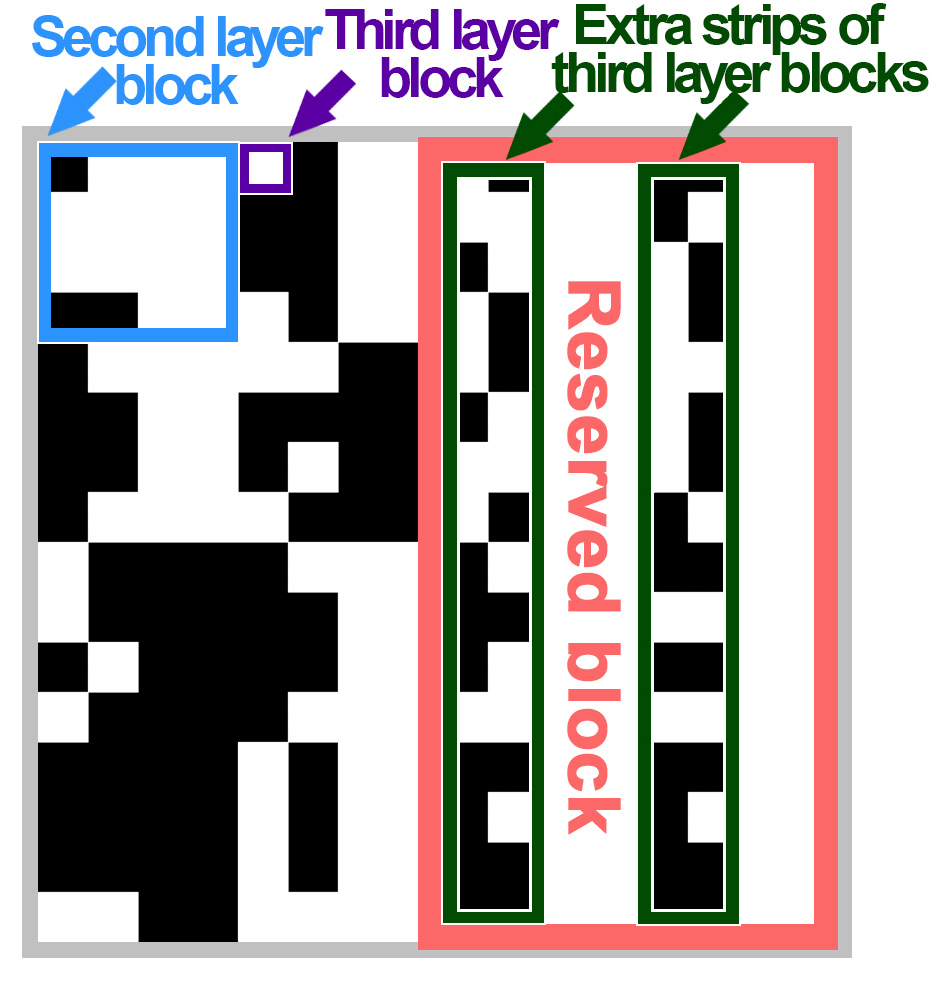 Second layer
block
Third layer
block
Extra strips of
third layer blocks
Reserved block